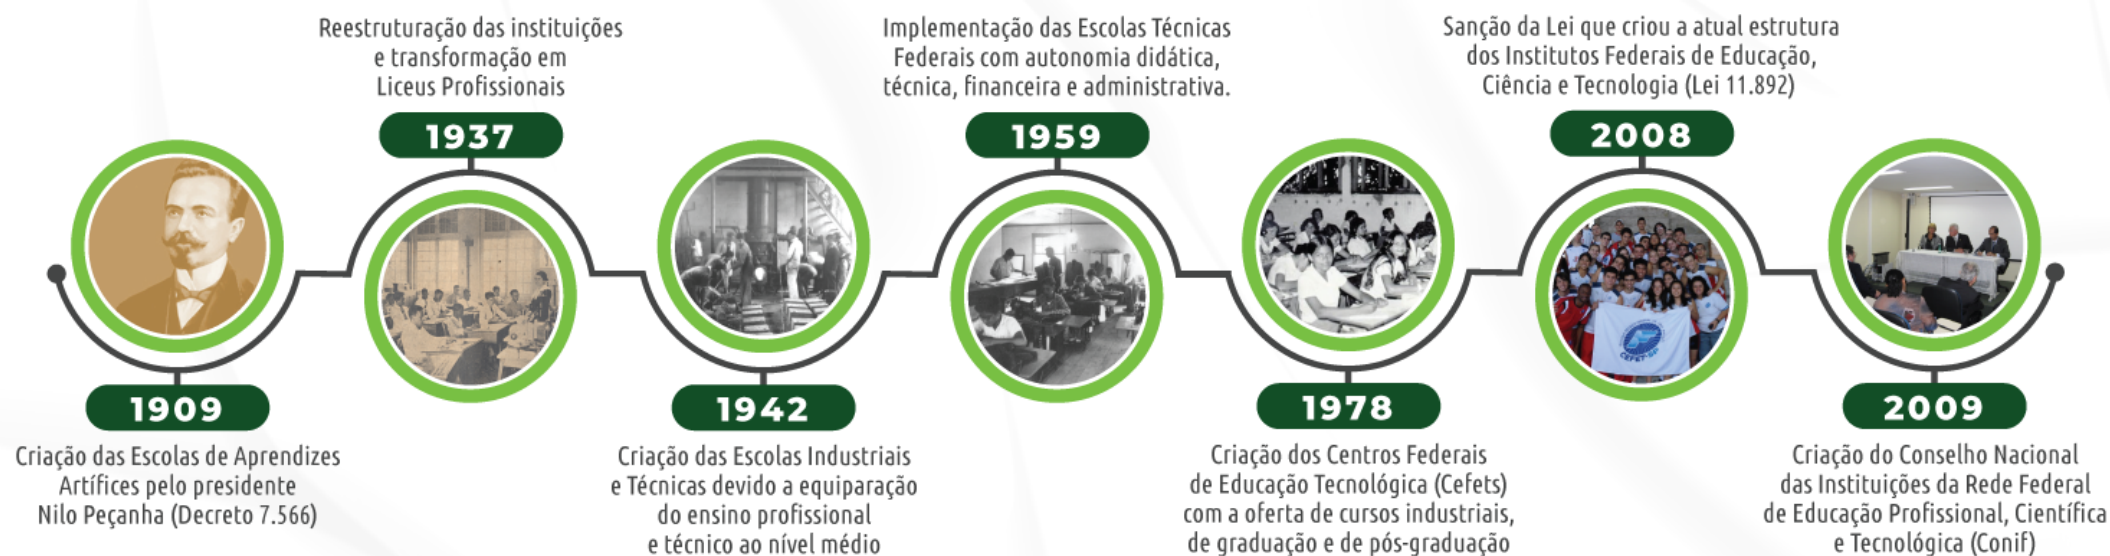 1909
Criação das Escolas de Aprendizes
Artífices pelo presidente
Nilo Peçanha (Decreto 7.566)
Reestruturação das instituições
e transformação em
Liceus Profissionais
1937
1942
Criação das Escolas Industriais
e Técnicas devido a equiparação
do ensino profissional
e técnico ao nível médio
Implementação das Escolas Técnicas
Federais com autonomia didática,
técnica, financeira e administrativa.
1959
1978
Criação dos Centros Federais
de Educação Tecnológica (Cefets)
com a oferta de cursos industriais,
de graduação e de pós-graduação
Sanção da Lei que criou a atual estrutura
dos Institutos Federais de Educação,
Ciência e Tecnologia (Lei 11.892)
2008
CEFET-SP
2009
Criação do Conselho Nacional
das Instituições da Rede Federal
de Educação Profissional, Científica
e Tecnológica (Conif)